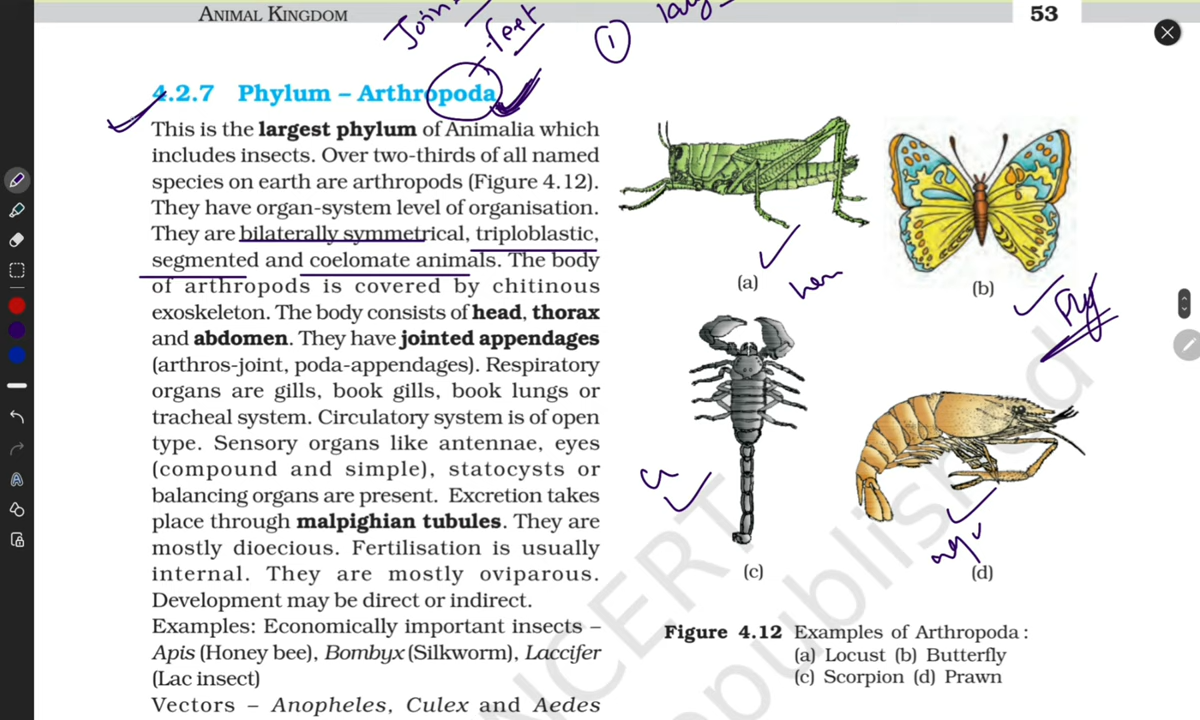 ANIMAL KINGDOM
53
Join
feet
1
4.2.7 Phylum – Arthropoda
This is the largest phylum of Animalia which
includes insects. Over two-thirds of all named
species on earth are arthropods (Figure 4.12).
They have organ-system level of organisation.
They are bilaterally symmetrical, triploblastic,
segmented and coelomate animals. The body
of arthropods is covered by chitinous
exoskeleton. The body consists of head, thorax
and abdomen. They have jointed appendages
(arthros-joint, poda-appendages). Respiratory
organs are gills, book gills, book lungs or
tracheal system. Circulatory system is of open
type. Sensory organs like antennae, eyes
(compound and simple), statocysts or
balancing organs are present. Excretion takes
place through malpighian tubules. They are
mostly dioecious. Fertilisation is usually
internal. They are mostly oviparous.
Development may be direct or indirect.
Examples: Economically important insects –
Apis (Honey bee), Bombyx (Silkworm), Laccifer
(Lac insect)
Vectors – Anopheles, Culex and Aedes
(a)
(b)
(c)
(d)
Figure 4.12 Examples of Arthropoda :
(a) Locust (b) Butterfly
(c) Scorpion (d) Prawn
NCERT
republished